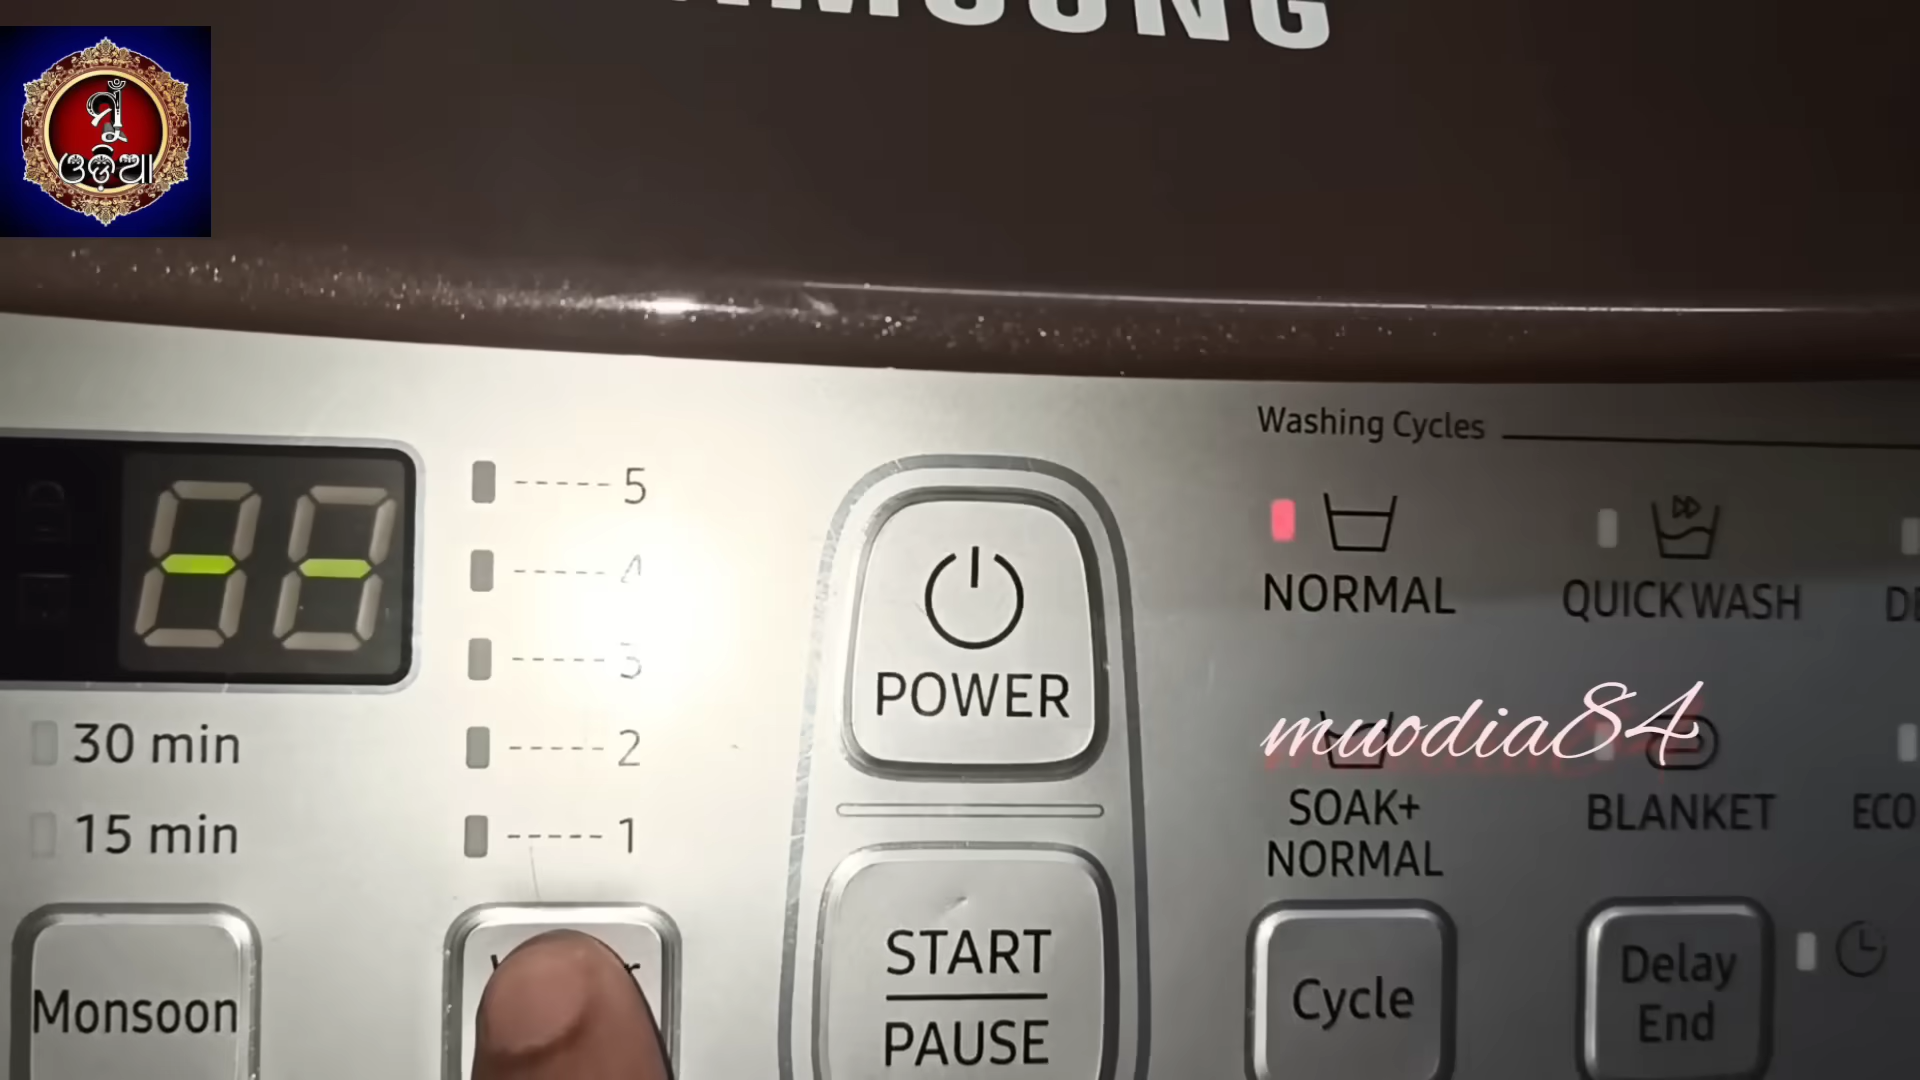 SAMSUNG
ମୁଁ
ଓଡ଼ିଆ
Washing Cycles
5
4
3
2
1
30 min
15 min
POWER
NORMAL
QUICK WASH
muodia84
SOAK+
NORMAL
BLANKET
ECO
START
PAUSE
Monsoon
Cycle
Delay
End